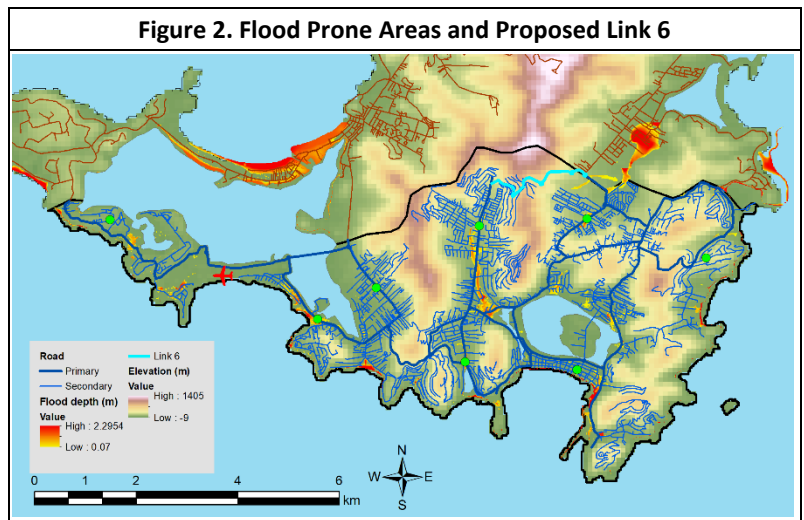 Figure 2. Flood Prone Areas and Proposed Link 6
Road
Primary
Secondary
Flood depth (m)
Value
High : 2.2954
Low : 0.07
Link 6
Elevation (m)
Value
High : 1405
Low : -9
N
W E
S
0 2 4 6
km